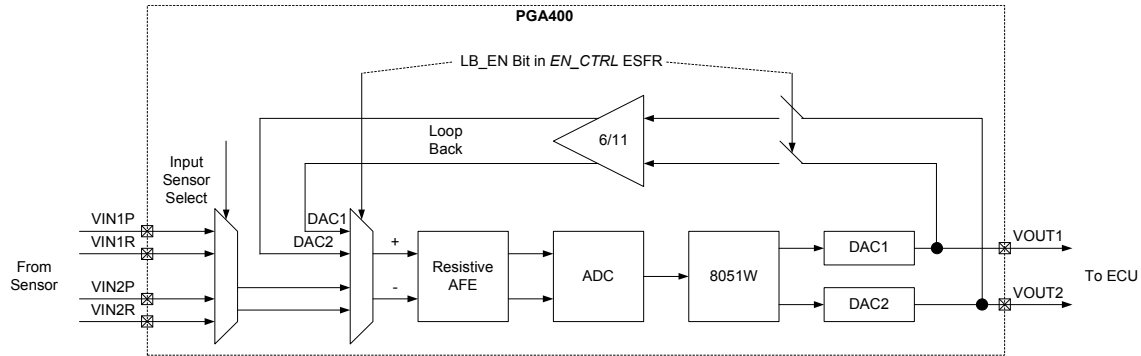 PGA400
LB_EN Bit in EN_CTRL ESFR
6/11
Loop
Back
Input
Sensor
Select
VIN1P
DAC1
VIN1R
DAC2
+
VOUT1
DAC1
From
Sensor
Resistive
AFE
ADC
8051W
To ECU
VIN2P
-
VOUT2
DAC2
VIN2R